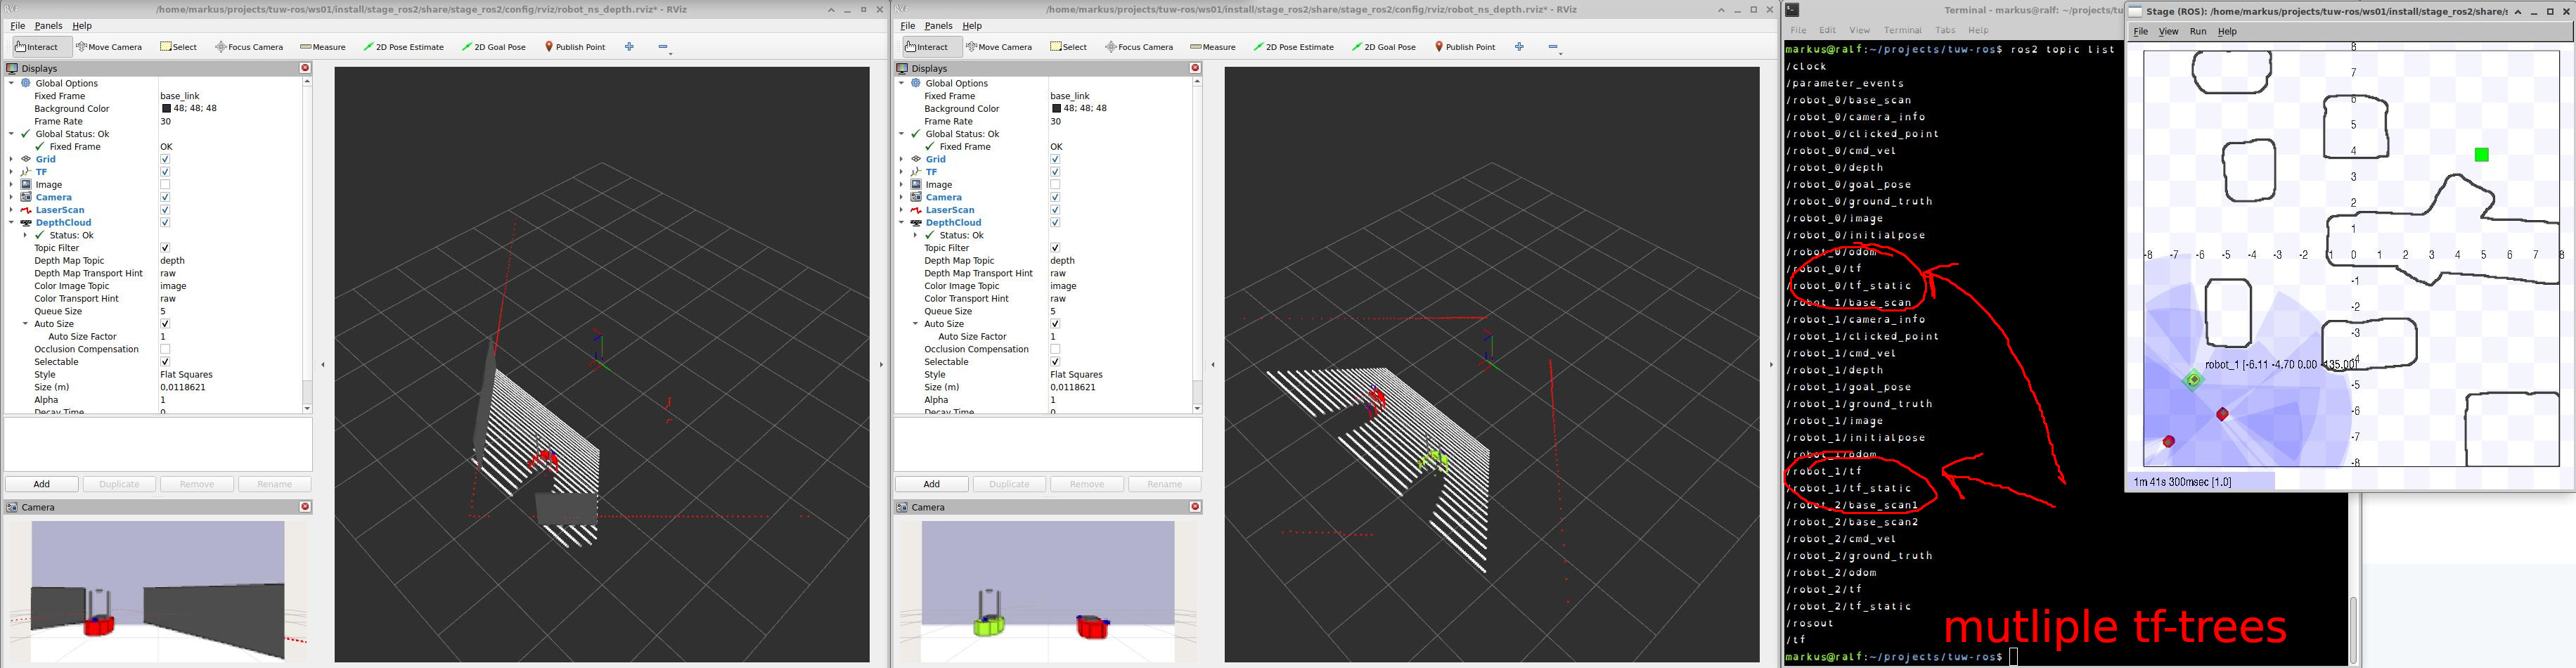 /home/markus/projects/tuw-ros/ws01/install/stage_ros2/share/stage_ros2/config/rviz/robot_ns_depth.rviz* - RViz
File Panels Help
Interact Move Camera Select Focus Camera Measure 2D Pose Estimate 2D Goal Pose Publish Point
Displays
Global Options
Fixed Frame base_link
Background Color 48; 48; 48
Frame Rate 30
Global Status: Ok
Fixed Frame OK
Grid
TF
Image
Camera
LaserScan
DepthCloud
Status: Ok
Topic Filter
Depth Map Topic depth
Depth Map Transport Hint raw
Color Image Topic image
Color Transport Hint raw
Queue Size 5
Auto Size
Auto Size Factor 1
Occlusion Compensation
Selectable
Style Flat Squares
Size (m) 0,0118621
Alpha 1
Decay Time 0
Add Duplicate Remove Rename
Camera
/home/markus/projects/tuw-ros/ws01/install/stage_ros2/share/stage_ros2/config/rviz/robot_ns_depth.rviz* - RViz
File Panels Help
Interact Move Camera Select Focus Camera Measure 2D Pose Estimate 2D Goal Pose Publish Point
Displays
Global Options
Fixed Frame base_link
Background Color 48; 48; 48
Frame Rate 30
Global Status: Ok
Fixed Frame OK
Grid
TF
Image
Camera
LaserScan
DepthCloud
Status: Ok
Topic Filter
Depth Map Topic depth
Depth Map Transport Hint raw
Color Image Topic image
Color Transport Hint raw
Queue Size 5
Auto Size
Auto Size Factor 1
Occlusion Compensation
Selectable
Style Flat Squares
Size (m) 0,0118621
Alpha 1
Decay Time 0
Add Duplicate Remove Rename
Camera
Terminal - markus@ralf: ~/projects/tu
File Edit View Terminal Tabs Help
markus@ralf:~/projects/tuw-ros$ ros2 topic list
/clock
/parameter_events
/robot_0/base_scan
/robot_0/camera_info
/robot_0/clicked_point
/robot_0/cmd_vel
/robot_0/depth
/robot_0/goal_pose
/robot_0/ground_truth
/robot_0/image
/robot_0/initialpose
/robot_0/odom
/robot_0/tf
/robot_0/tf_static
/robot_1/base_scan
/robot_1/camera_info
/robot_1/clicked_point
/robot_1/cmd_vel
/robot_1/depth
/robot_1/goal_pose
/robot_1/ground_truth
/robot_1/image
/robot_1/initialpose
/robot_1/odom
/robot_1/tf
/robot_1/tf_static
/robot_2/base_scan1
/robot_2/base_scan2
/robot_2/cmd_vel
/robot_2/ground_truth
/robot_2/odom
/robot_2/tf
/robot_2/tf_static
/rosout
/tf
markus@ralf:~/projects/tuw-ros$
mutliple tf-trees
Stage (ROS): /home/markus/projects/tuw-ros/ws01/install/stage_ros2/share/s
File View Run Help
8
7
6
5
4
3
2
1
-8 -7 -6 -5 -4 -3 -2 -1 0 1 2 3 4 5 6 7 8
-1
-2
-3
-4
robot_1 [-6.11 -4.70 0.00 -135.00]
-5
-6
-7
-8
1m 41s 300msec [1.0]